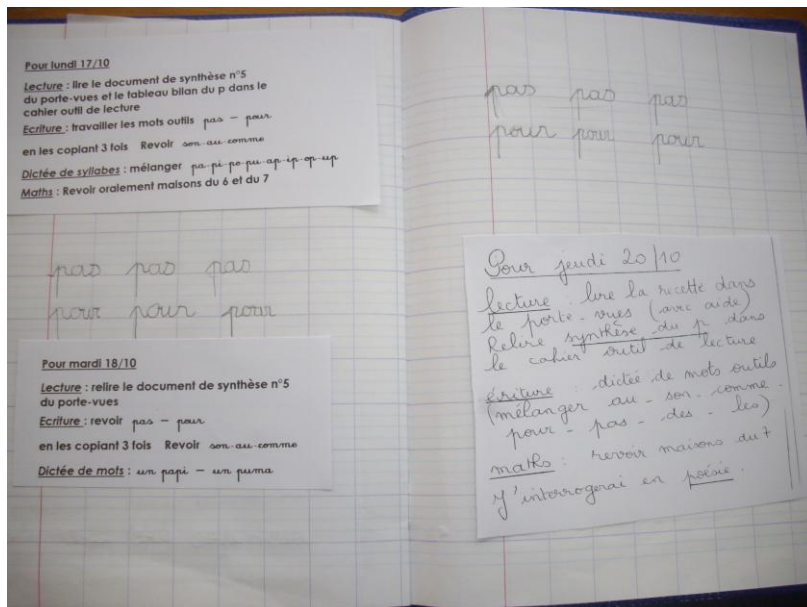 Pour lundi 17/10
Lecture : lire le document de synthèse n°5
du porte-vues et le tableau bilan du p dans le
cahier outil de lecture
Ecriture : travailler les mots outils pas – pour
en les copiant 3 fois Revoir son-au-comme
Dictée de syllabes : mélanger pa-pi-po-pu-ap-ip-op-up
Maths : Revoir oralement maisons du 6 et du 7
pas pas pas
pour pour pour
Pour mardi 18/10
Lecture : relire le document de synthèse n°5
du porte-vues
Ecriture : revoir pas – pour
en les copiant 3 fois Revoir son-au-comme
Dictée de mots : un papi – un puma
pas pas pas
pour pour pour
Pour jeudi 20/10
lecture : lire la recette dans
le porte-vues (avec aide)
Relire synthèse du p dans
le cahier outil de lecture
écriture : dictée de mots outils
(mélanger au - son - comme -
pour - pas - des - les)
maths : revoir maisons du 7
J'interrogerai en poésie.